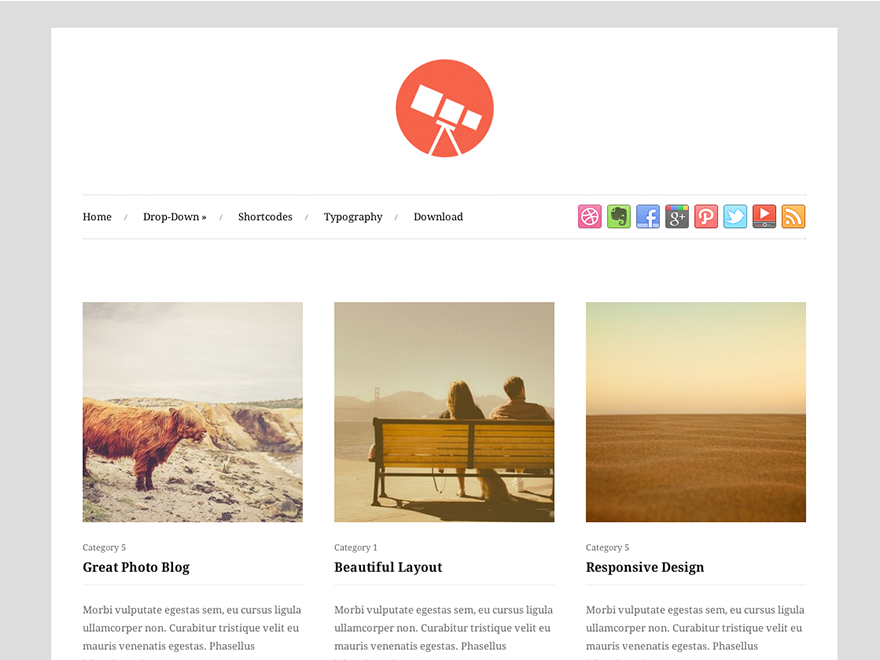 Home / Drop-Down » / Shortcodes / Typography / Download
Category 5
Great Photo Blog
Morbi vulputate egestas sem, eu cursus ligula
ullamcorper non. Curabitur tristique velit eu
mauris venenatis egestas. Phasellus
Category 1
Beautiful Layout
Morbi vulputate egestas sem, eu cursus ligula
ullamcorper non. Curabitur tristique velit eu
mauris venenatis egestas. Phasellus
Category 5
Responsive Design
Morbi vulputate egestas sem, eu cursus ligula
ullamcorper non. Curabitur tristique velit eu
mauris venenatis egestas. Phasellus